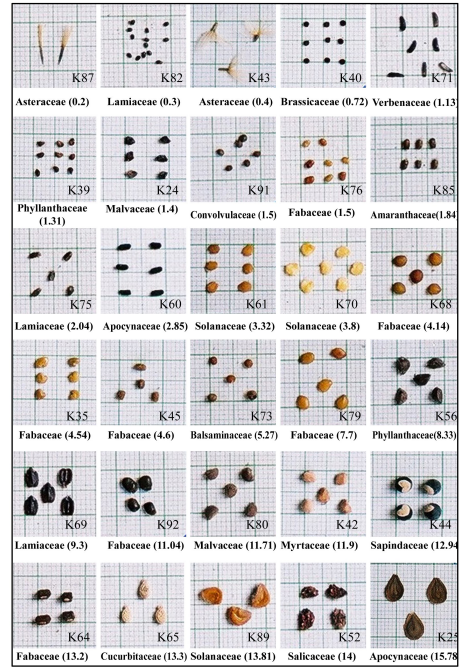 K87 K82 K43 K40 K71
Asteraceae (0.2) Lamiaceae (0.3) Asteraceae (0.4) Brassicaceae (0.72) Verbenaceae (1.13)
K39 K24 K91 K76 K85
Phyllanthaceae (1.31) Malvaceae (1.4) Convolvulaceae (1.5) Fabaceae (1.5) Amaranthaceae (1.84
K75 K60 K61 K70 K68
Lamiaceae (2.04) Apocynaceae (2.85) Solanaceae (3.32) Solanaceae (3.8) Fabaceae (4.14)
K35 K45 K73 K79 K56
Fabaceae (4.54) Fabaceae (4.6) Balsaminaceae (5.27) Fabaceae (7.7) Phyllanthaceae(8.33)
K69 K92 K80 K42 K44
Lamiaceae (9.3) Fabaceae (11.04) Malvaceae (11.71) Myrtaceae (11.9) Sapindaceae (12.94
K64 K65 K89 K52 K25
Fabaceae (13.2) Cucurbitaceae (13.3) Solanaceae (13.81) Salicaceae (14) Apocynaceae (15.78